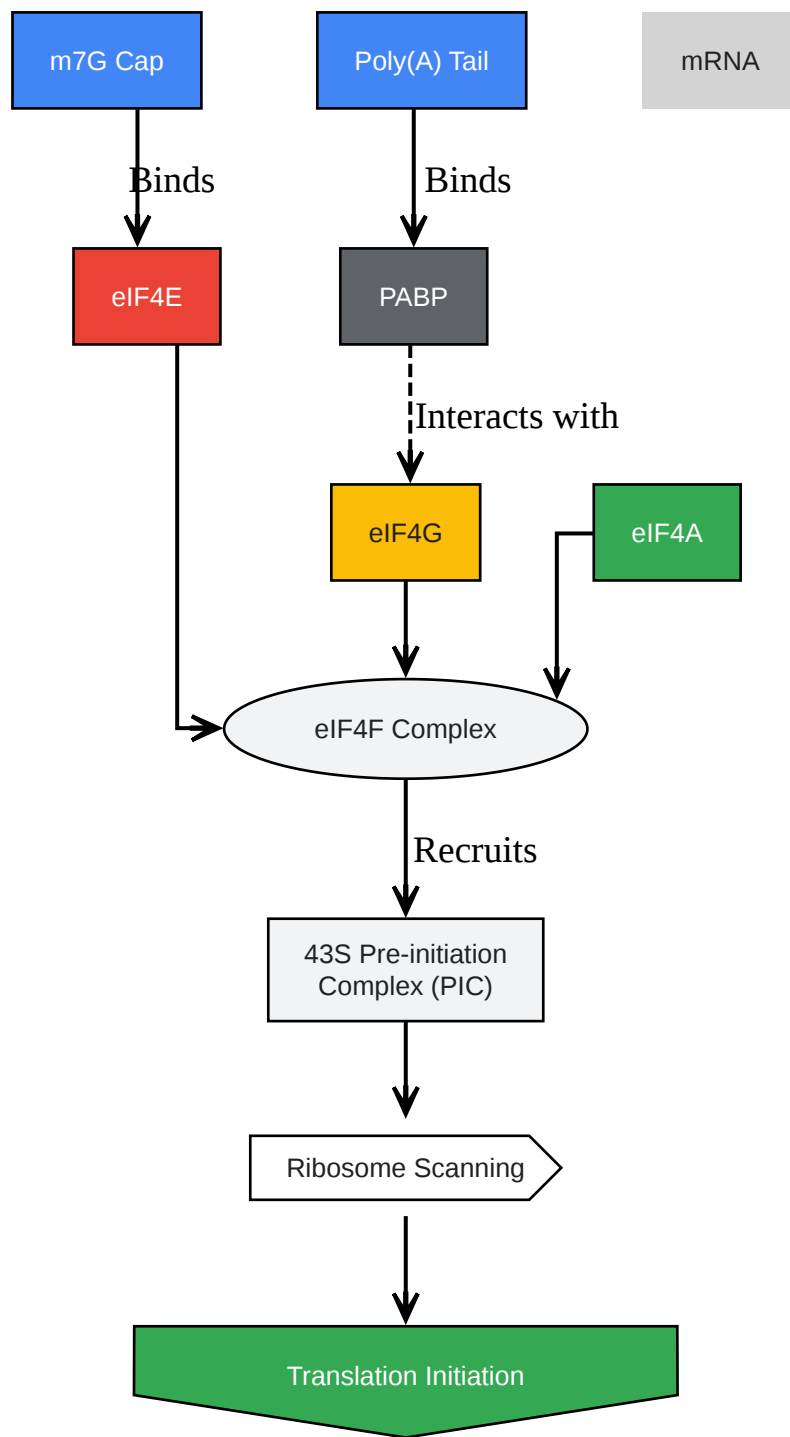 m7G Cap
Poly(A) Tail
mRNA
Binds
Binds
eIF4E
PABP
Interacts with
eIF4G
eIF4A
eIF4F Complex
Recruits
43S Pre-initiation
Complex (PIC)
Ribosome Scanning
Translation Initiation